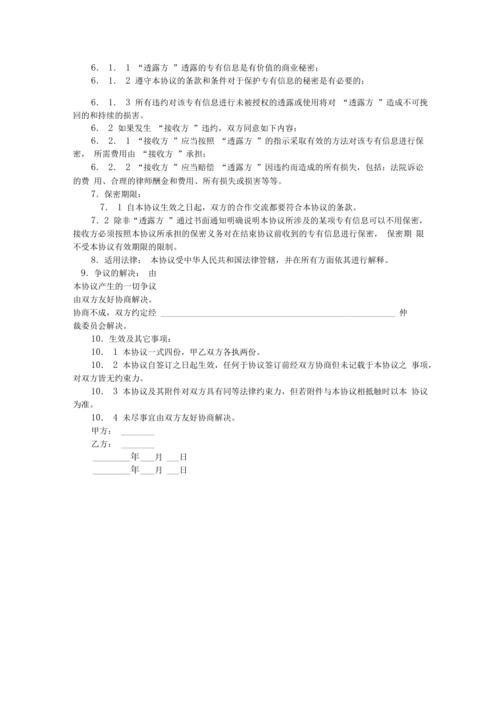 6. 1. 1 “透露方 ”透露的专有信息是有价值的商业秘密;
6. 1. 2 遵守本协议的条款和条件对于保护专有信息的秘密是有必要的;
6. 1. 3 所有违约对该专有信息进行未被授权的透露或使用将对 “透露方 ”造成不可挽
回的和持续的损害。
6. 2 如果发生 “接收方 ”违约, 双方同意如下内容:
6. 2. 1 “接收方 ”应当按照 “透露方 ”的指示采取有效的方法对该专有信息进行保
密, 所需费用由 “接收方 ”承担;
6. 2. 2 “接收方 ”应当赔偿 “透露方 ”因违约而造成的所有损失, 包括: 法院诉讼
的费 用、合理的律师酬金和费用、所有损失或损害等等。
7. 保密期限:
7. 1 自本协议生效之日起, 双方的合作交流都要符合本协议的条款。
7. 2 除非“透露方 ”通过书面通知明确说明本协议所涉及的某项专有信息可以不用保密,
接收方必须按照本协议所承担的保密义务对在结束协议前收到的专有信息进行保密, 保密期 限
不受本协议有效期限的限制。
8. 适用法律: 本协议受中华人民共和国法律管辖, 并在所有方面依其进行解释。
9. 争议的解决: 由
本协议产生的一切争议
由双方友好协商解决。
协商不成, 双方约定经 ____________________ 仲
裁委员会解决。
10. 生效及其它事项:
10. 1 本协议一式四份, 甲乙双方各执两份。
10. 2 本协议自签订之日起生效, 任何于协议签订前经双方协商但未记载于本协议之 事项,
对双方皆无约束力。
10. 3 本协议及其附件对双方具有同等法律约束力, 但若附件与本协议相抵触时以本 协议
为准。
10. 4 未尽事宜由双方友好协商解决。
甲方: ________
乙方: ________
________年___月 ___日
________年___月 ___日